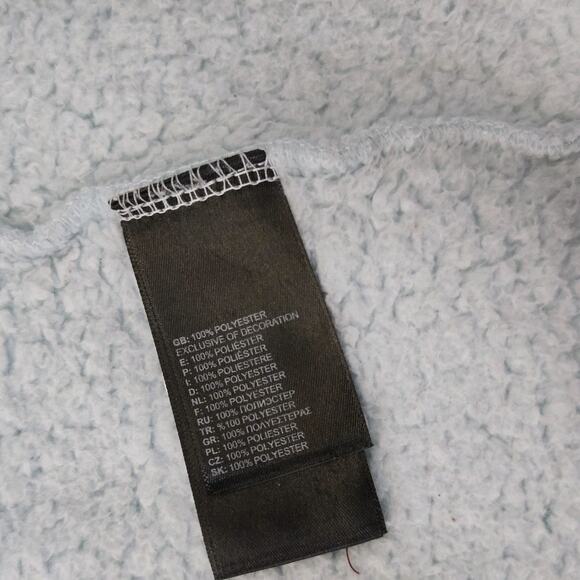 GB: 100% POLYESTER
EXCLUSIVE OF DECORATION
E: 100% POLIÉSTER
P: 100% POLIÉSTER
I: 100% POLIESTERE
D: 100% POLYESTER
NL: 100% POLYESTER
F: 100% POLYESTER
RU: 100% ПОЛИЭСТЕР
TR: %100 POLYESTER
GR: 100% ΠΟΛΥΕΣΤΕΡΑΣ
PL: 100% POLIESTER
CZ: 100% POLYESTER
SK: 100% POLYESTER